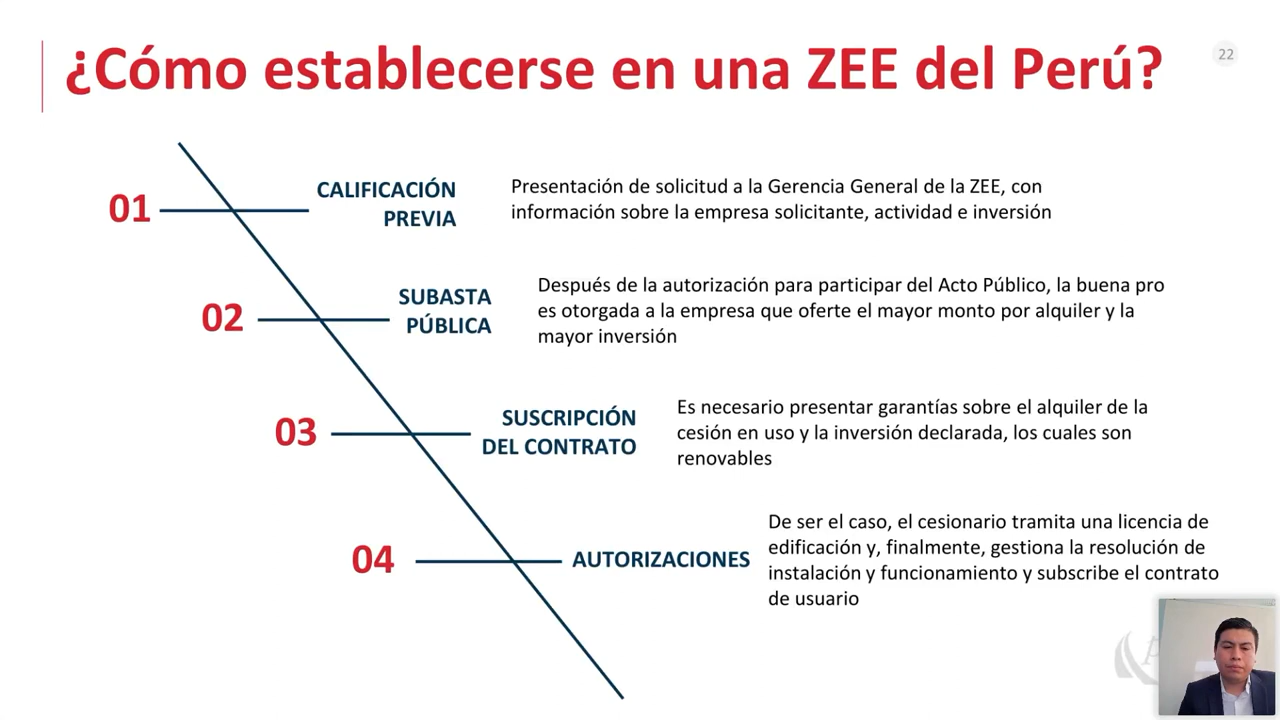 ¿Cómo establecerse en una ZEE del Perú?
22
01
CALIFICACIÓN
PREVIA
Presentación de solicitud a la Gerencia General de la ZEE, con
información sobre la empresa solicitante, actividad e inversión
02
SUBASTA
PÚBLICA
Después de la autorización para participar del Acto Público, la buena pro
es otorgada a la empresa que oferte el mayor monto por alquiler y la
mayor inversión
03
SUSCRIPCIÓN
DEL CONTRATO
Es necesario presentar garantías sobre el alquiler de la
cesión en uso y la inversión declarada, los cuales son
renovables
04
AUTORIZACIONES
De ser el caso, el cesionario tramita una licencia de
edificación y, finalmente, gestiona la resolución de
instalación y funcionamiento y subscribe el contrato
de usuario